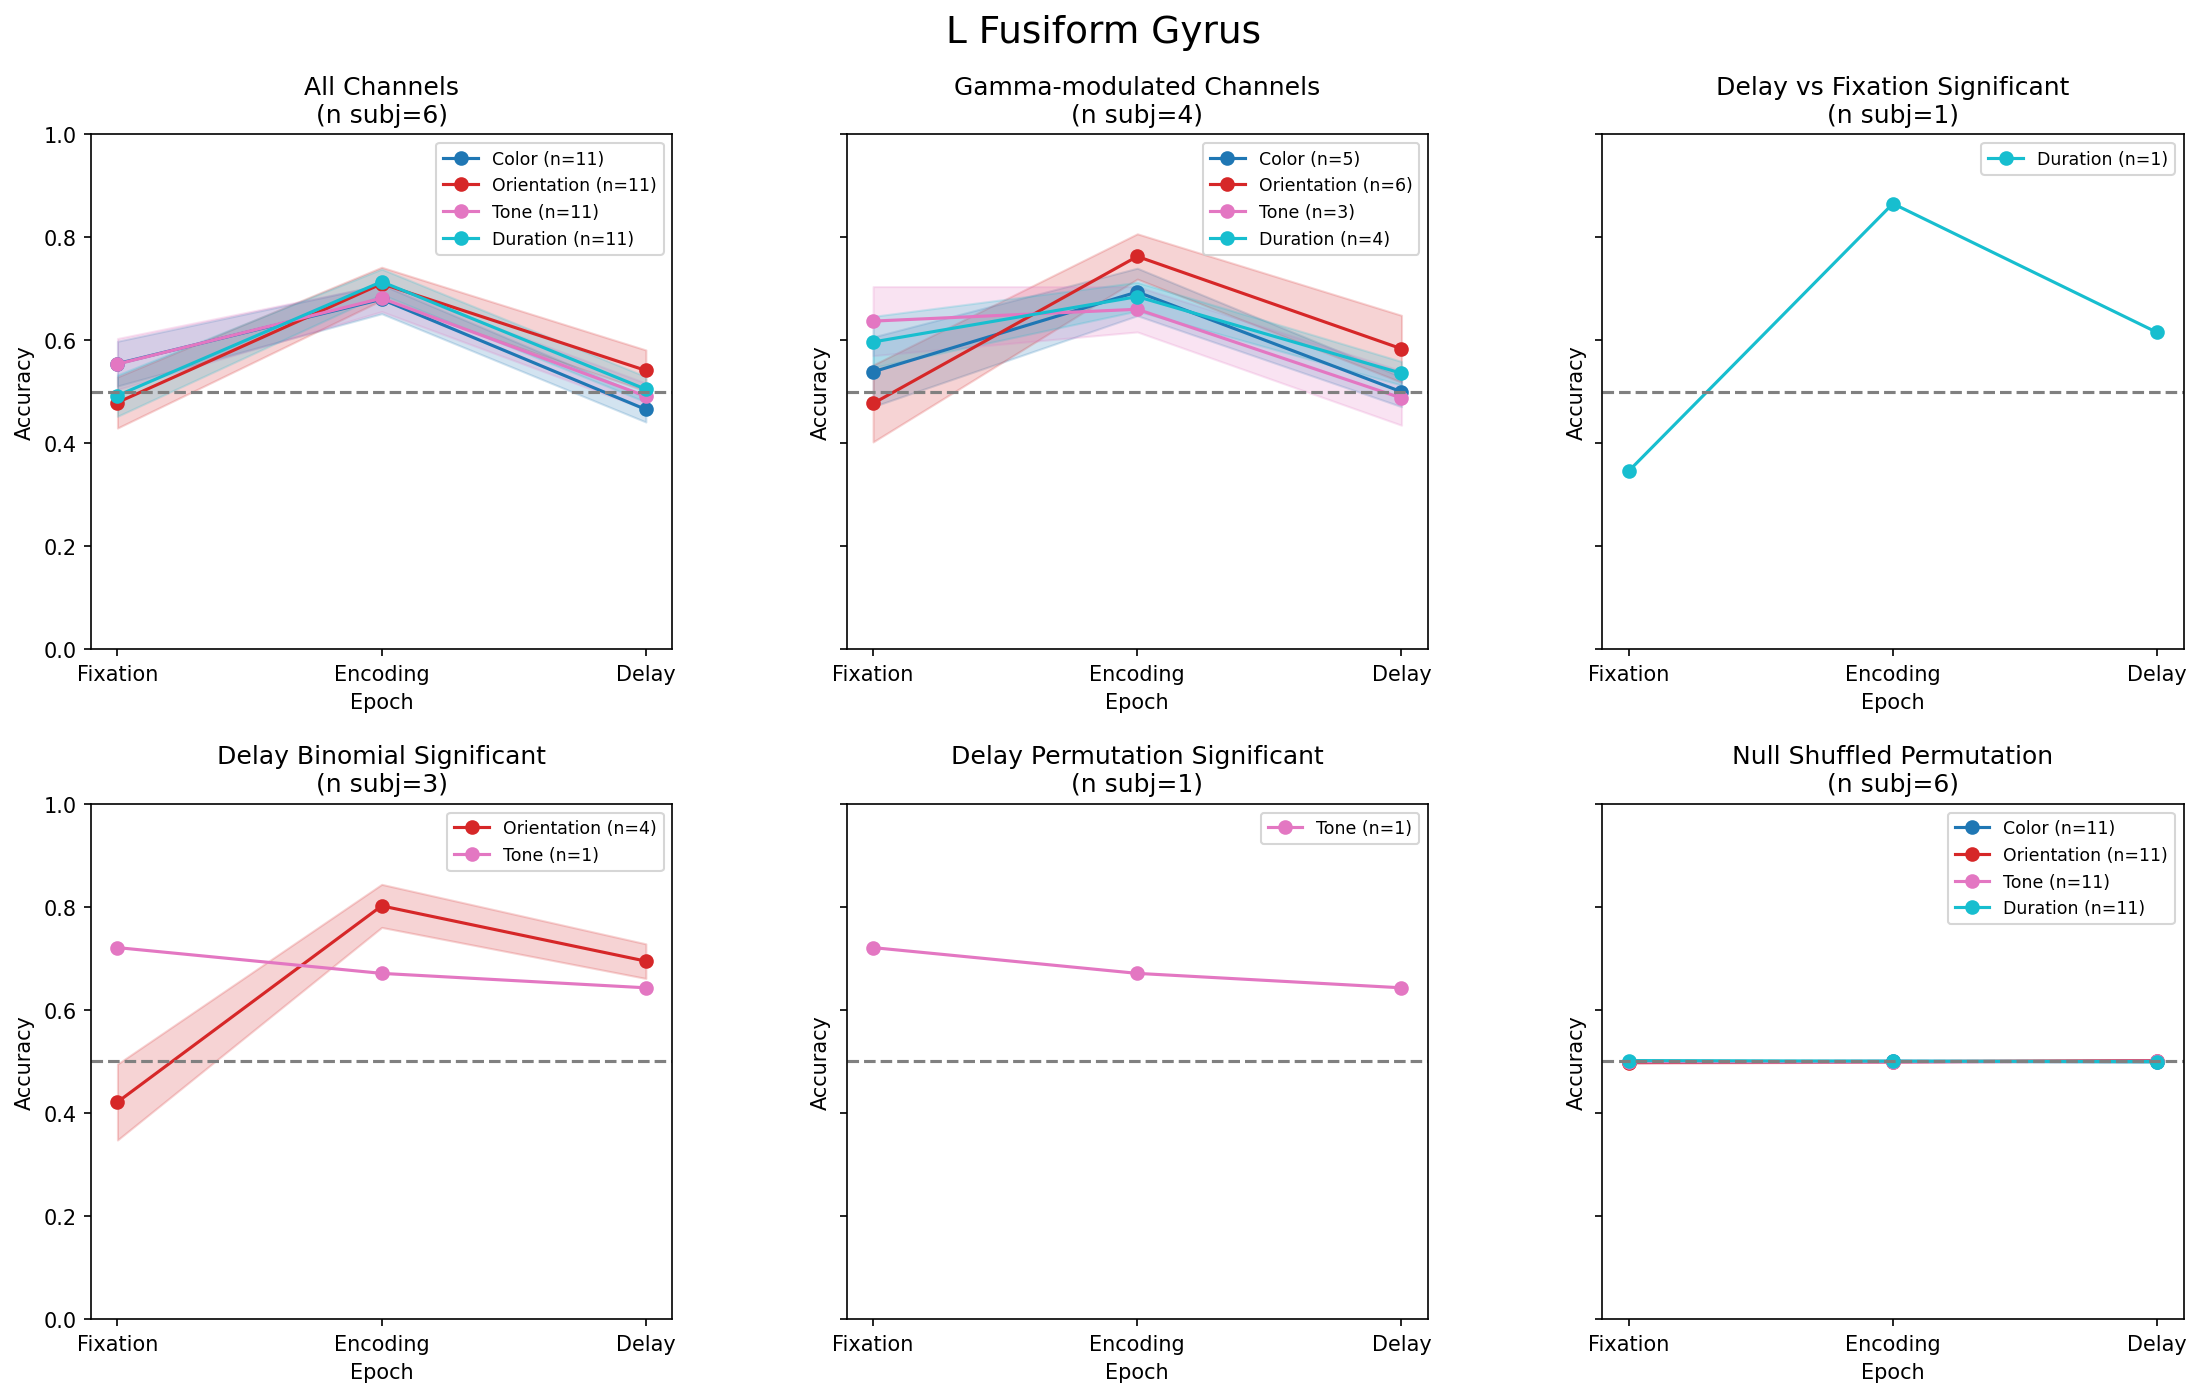 L Fusiform Gyrus
All Channels
(n subj=6)
Accuracy
1.0
0.8
0.6
0.4
0.2
0.0
Color (n=11)
Orientation (n=11)
Tone (n=11)
Duration (n=11)
Fixation
Encoding
Delay
Epoch
Gamma-modulated Channels
(n subj=4)
Accuracy
Color (n=5)
Orientation (n=6)
Tone (n=3)
Duration (n=4)
Fixation
Encoding
Delay
Epoch
Delay vs Fixation Significant
(n subj=1)
Accuracy
Duration (n=1)
Fixation
Encoding
Delay
Epoch
Delay Binomial Significant
(n subj=3)
Accuracy
1.0
0.8
0.6
0.4
0.2
0.0
Orientation (n=4)
Tone (n=1)
Fixation
Encoding
Delay
Epoch
Delay Permutation Significant
(n subj=1)
Accuracy
Tone (n=1)
Fixation
Encoding
Delay
Epoch
Null Shuffled Permutation
(n subj=6)
Accuracy
Color (n=11)
Orientation (n=11)
Tone (n=11)
Duration (n=11)
Fixation
Encoding
Delay
Epoch